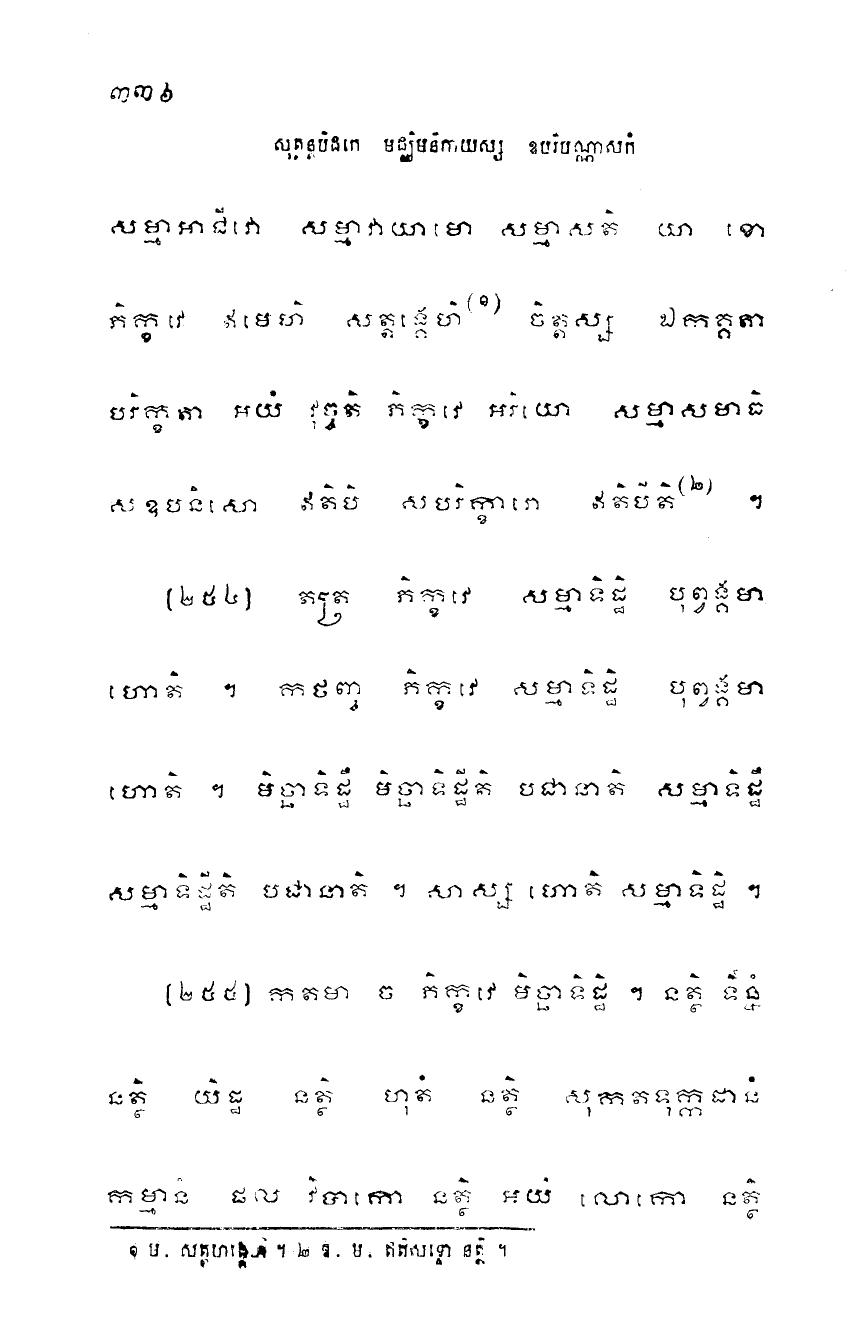 ៣៣៦
សុត្តន្តបិដកេ មជ្ឈិមនិកាយស្ស ឧបរិបណ្ណាសកំ
សម្មាអាជីវោ សម្មាវាយាមោ សម្មាសតិ យា ខោ
ភិក្ខវេ ឥមេហិ សត្តង្គេហិ(១) ចិត្តស្ស ឯកគ្គតា
បរិក្ខតា អយំ វុច្ចតិ ភិក្ខវេ អរិយោ សម្មាសមាធិ
សឧបនិសោ ឥតិបិ សបរិក្ខារោ ឥតិបីតិ(២) ។
(២៥៤) តត្រ ភិក្ខវេ សម្មាទិដ្ឋិ បុព្វង្គមា
ហោតិ ។ កថញ្ច ភិក្ខវេ សម្មាទិដ្ឋិ បុព្វង្គមា
ហោតិ ។ មិច្ឆាទិដ្ឋឹ មិច្ឆាទិដ្ឋីតិ បជានាតិ សម្មាទិដ្ឋឹ
សម្មាទិដ្ឋីតិ បជានាតិ ។ សាស្ស ហោតិ សម្មាទិដ្ឋិ ។
(២៥៥) កតមា ច ភិក្ខវេ មិច្ឆាទិដ្ឋិ ។ នត្ថិ ទិន្នំ
នត្ថិ យិដ្ឋំ នត្ថិ ហុតំ នត្ថិ សុកតទុក្កដានំ
កម្មានំ ផលំ វិបាកោ នត្ថិ អយំ លោកោ នត្ថិ
១ ម. សត្តហង្គេហិ ។ ២ ឱ. ម. ឥតិសទ្ទោ នត្ថិ ។